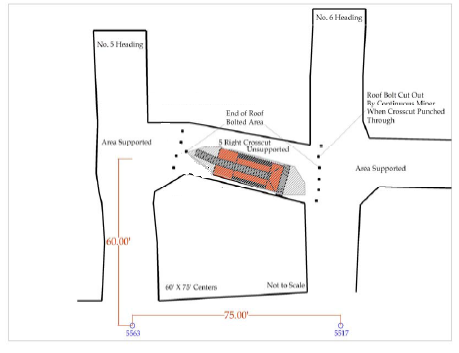 No. 6 Heading
No. 5 Heading
Roof Bolt Cut Out
By Continuous Miner
When Crosscut Punched
Through
End of Roof
Bolted Area
Area Supported
5 Right Crosscut
Unsupported
Area Supported
60.00'
60' X 75' Centers
Not to Scale
75.00'
5563
5517